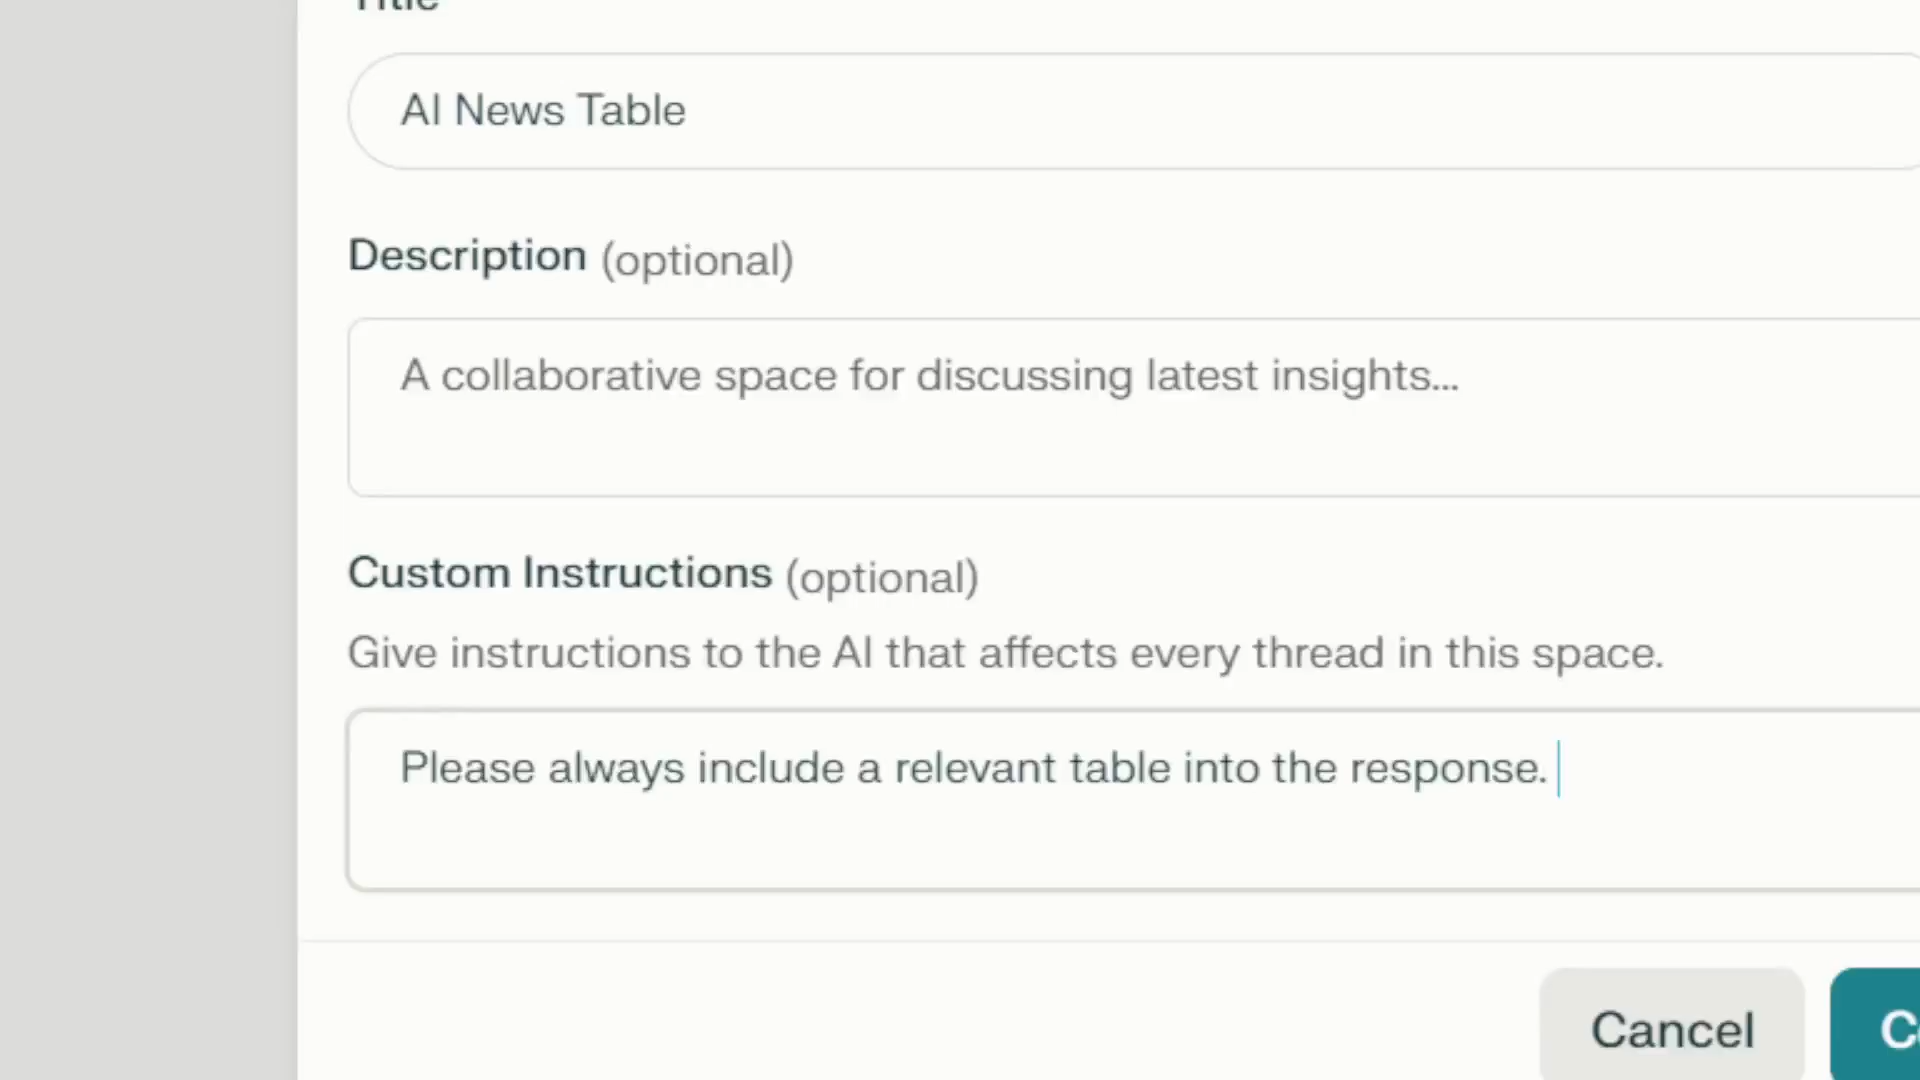 Title
AI News Table
Description (optional)
A collaborative space for discussing latest insights...
Custom Instructions (optional)
Give instructions to the AI that affects every thread in this space.
Please always include a relevant table into the response.
Cancel